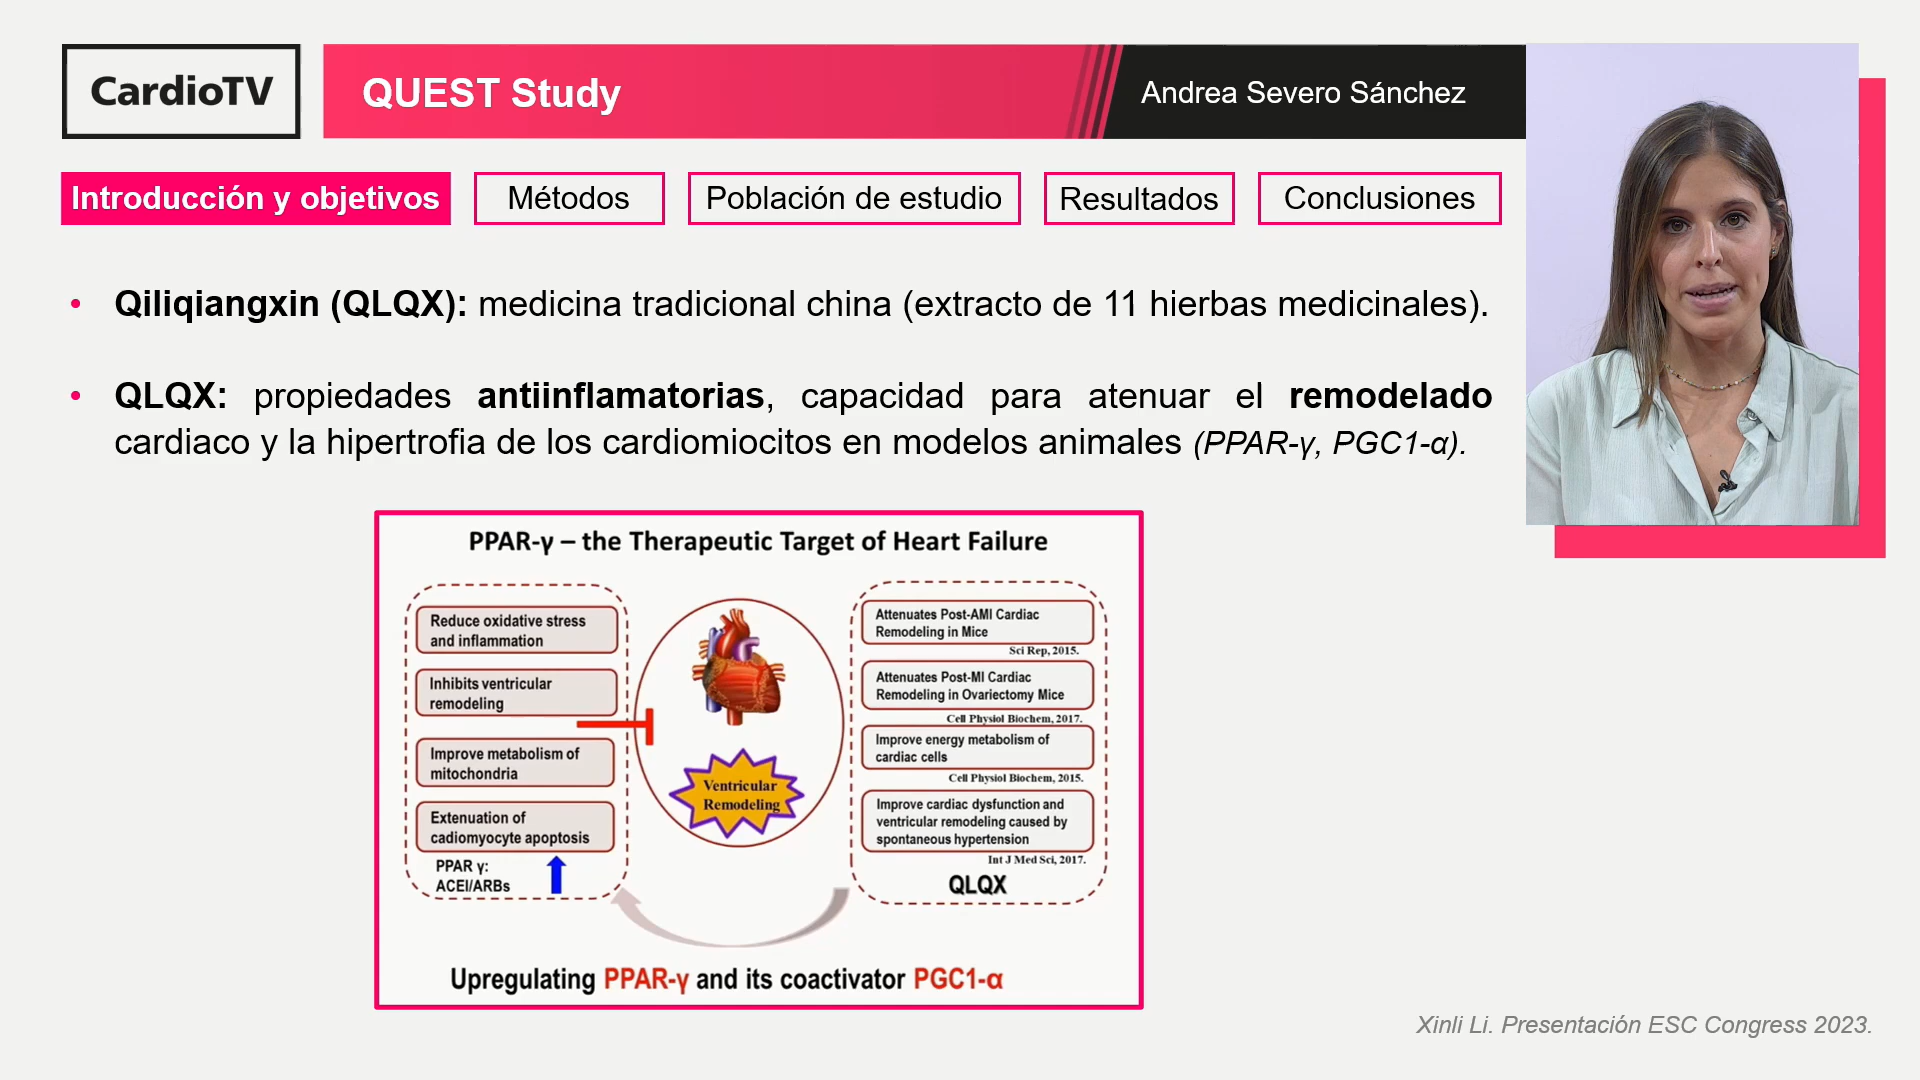 CardioTV
QUEST Study
Andrea Severo Sánchez
Introducción y objetivos
Métodos
Población de estudio
Resultados
Conclusiones
• Qiliqiangxin (QLQX): medicina tradicional china (extracto de 11 hierbas medicinales).
• QLQX: propiedades antiinflamatorias, capacidad para atenuar el remodelado
cardiaco y la hipertrofia de los cardiomiocitos en modelos animales (PPAR-γ, PGC1-α).
PPAR-γ – the Therapeutic Target of Heart Failure
Reduce oxidative stress
and inflammation
Inhibits ventricular
remodeling
Improve metabolism of
mitochondria
Extenuation of
cadiomyocyte apoptosis
PPAR γ:
ACEI/ARBs
Ventricular
Remodeling
Attenuates Post-AMI Cardiac
Remodeling in Mice
Sci Rep, 2015.
Attenuates Post-MI Cardiac
Remodeling in Ovariectomy Mice
Cell Physiol Biochem, 2017.
Improve energy metabolism of
cardiac cells
Cell Physiol Biochem, 2015.
Improve cardiac dysfunction and
ventricular remodeling caused by
spontaneous hypertension
Int J Med Sci, 2017.
QLQX
Upregulating PPAR-γ and its coactivator PGC1-α
Xinli Li. Presentación ESC Congress 2023.